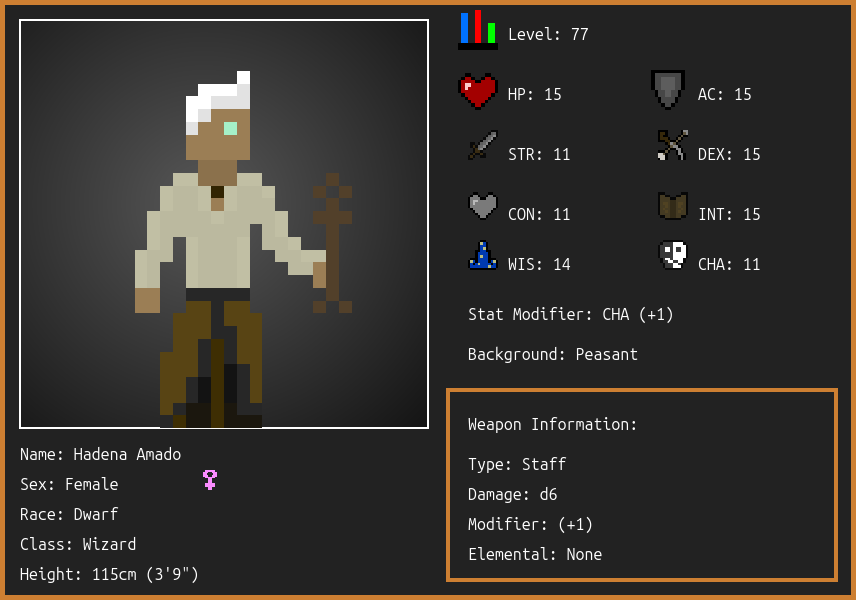 Level: 77
HP: 15
AC: 15
STR: 11
DEX: 15
CON: 11
INT: 15
WIS: 14
CHA: 11
Stat Modifier: CHA (+1)
Background: Peasant
Weapon Information:
Type: Staff
Damage: d6
Modifier: (+1)
Elemental: None
Name: Hadena Amado
Sex: Female
Race: Dwarf
Class: Wizard
Height: 115cm (3'9")